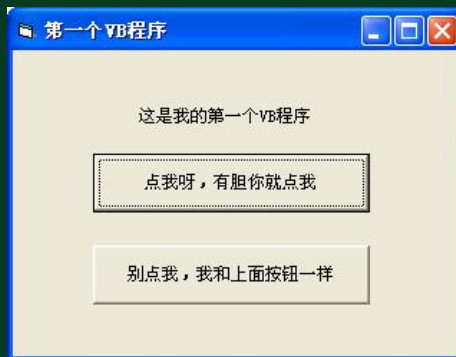 第一个VB程序
这是我的第一个VB程序
点我呀，有胆你就点我
别点我，我和上面按钮一样